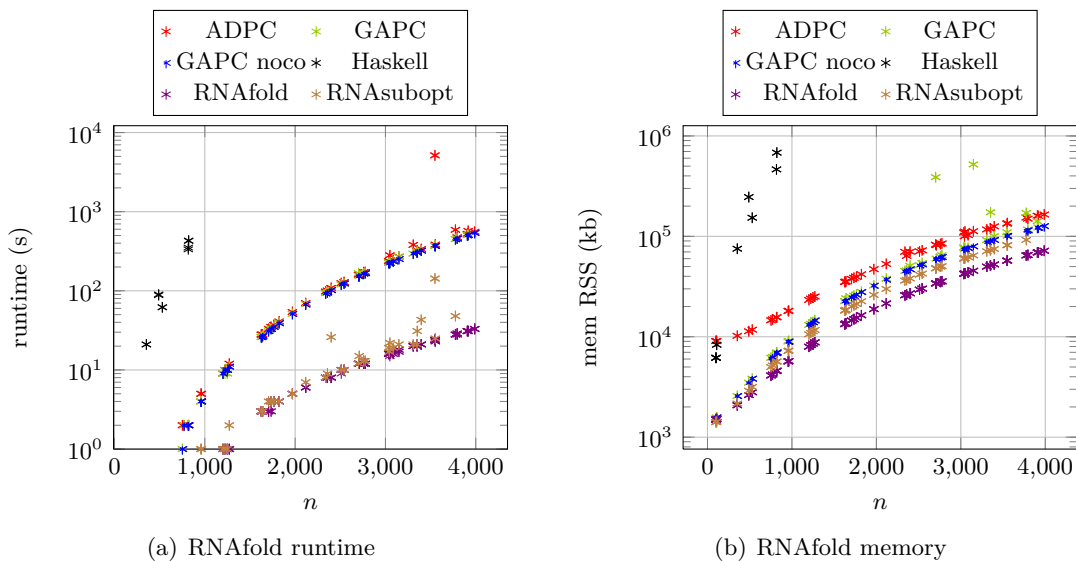 ADPC GAPC
GAPC noco Haskell
RNAfold RNAsubopt
10^4
10^3
10^2
10^1
10^0
runtime (s)
0 1,000 2,000 3,000 4,000
n
(a) RNAfold runtime
ADPC GAPC
GAPC noco Haskell
RNAfold RNAsubopt
10^6
10^5
10^4
10^3
mem RSS (kb)
0 1,000 2,000 3,000 4,000
n
(b) RNAfold memory